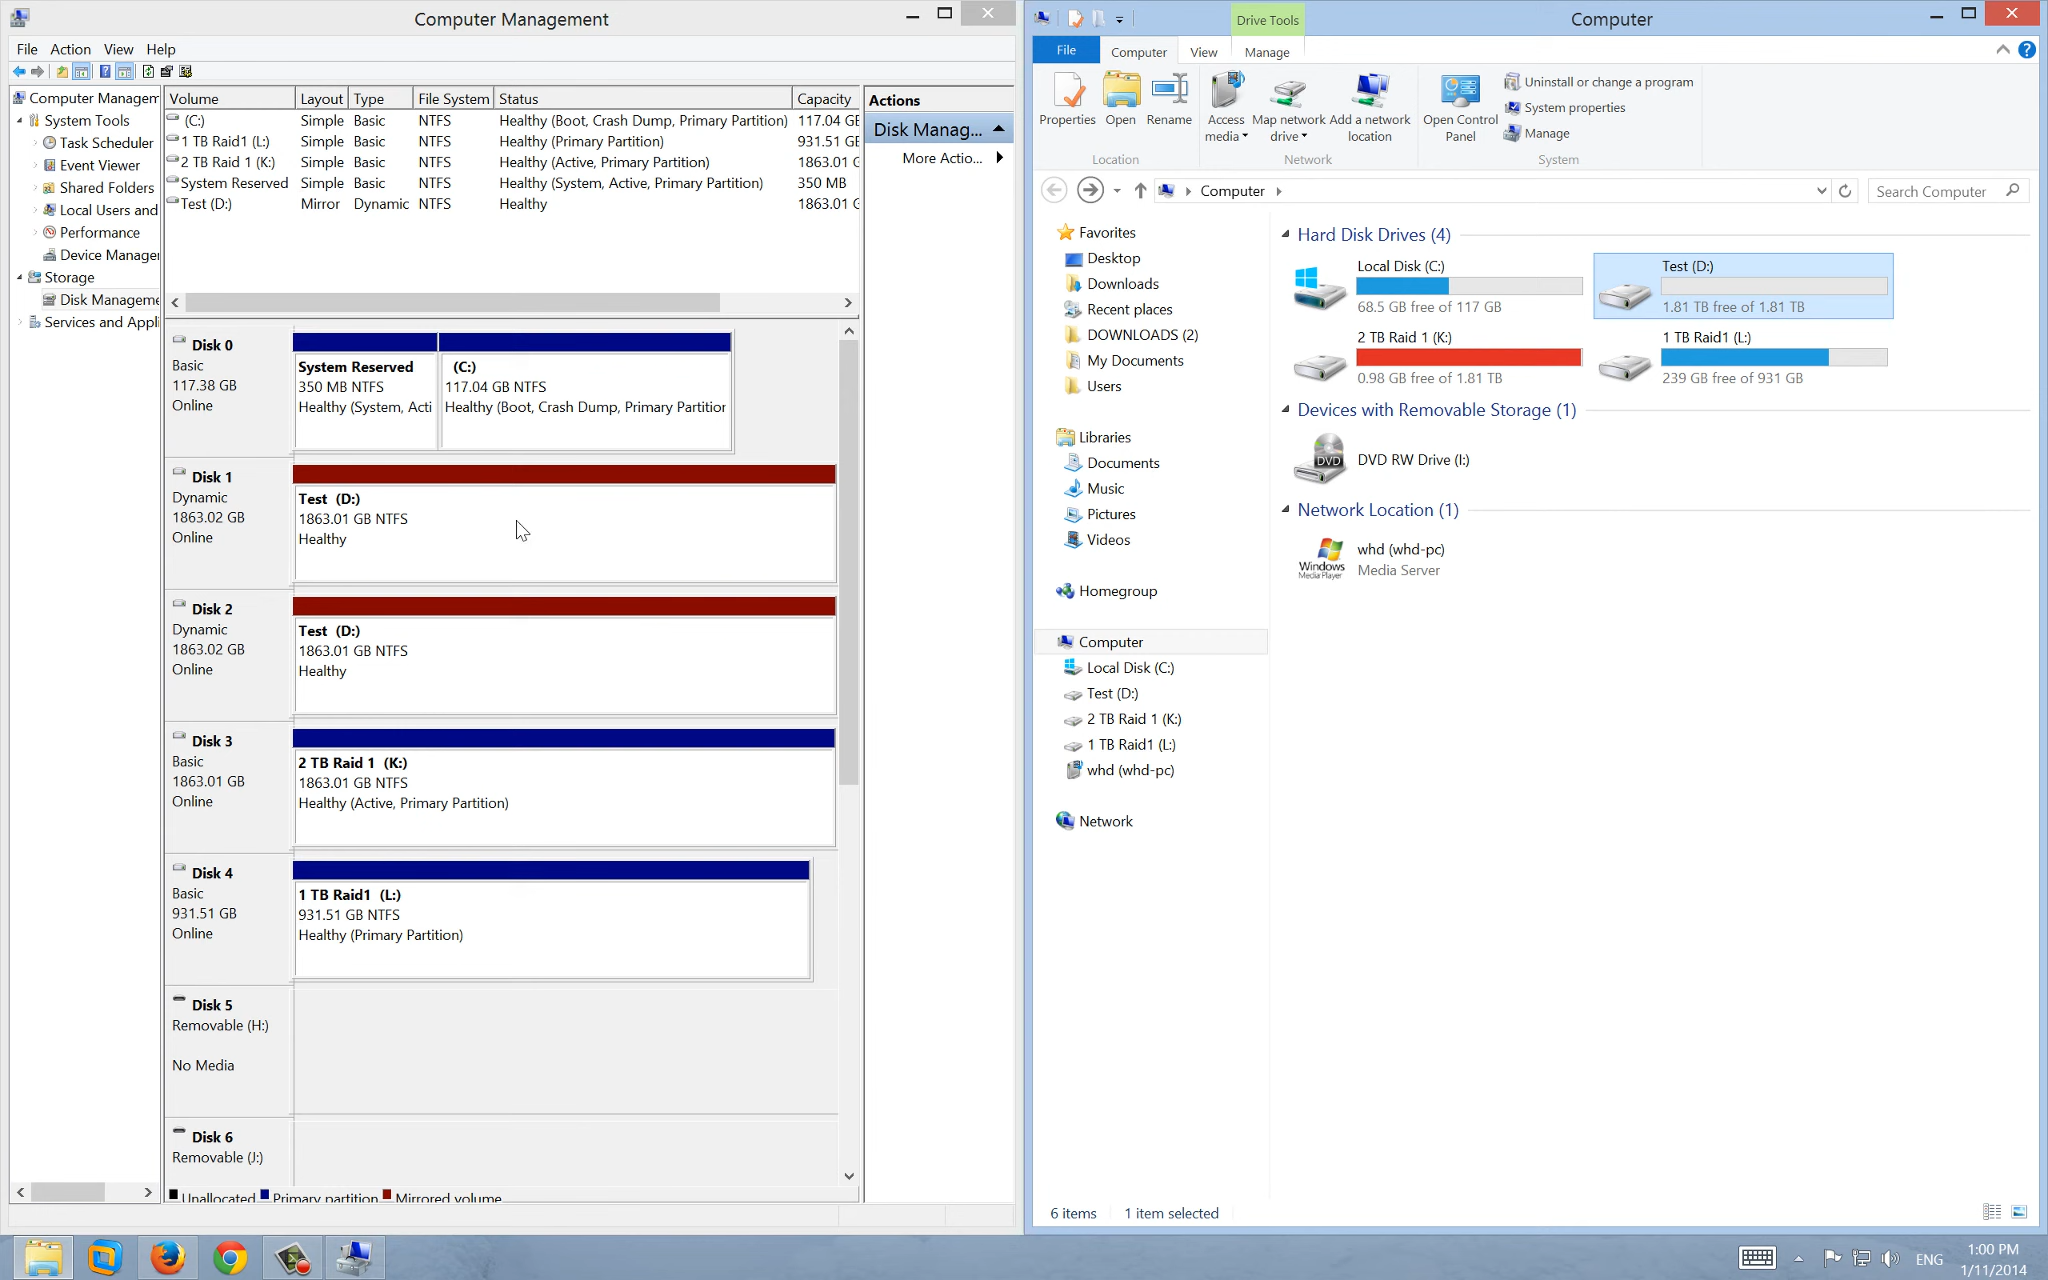 Computer Management
File Action View Help
Computer Managem
System Tools
Task Scheduler
Event Viewer
Shared Folders
Local Users and
Performance
Device Manager
Storage
Disk Manageme
Services and Appli
Volume Layout Type File System Status Capacity
(C:) Simple Basic NTFS Healthy (Boot, Crash Dump, Primary Partition) 117.04 GB
1 TB Raid1 (L:) Simple Basic NTFS Healthy (Primary Partition) 931.51 GB
2 TB Raid 1 (K:) Simple Basic NTFS Healthy (Active, Primary Partition) 1863.01 G
System Reserved Simple Basic NTFS Healthy (System, Active, Primary Partition) 350 MB
Test (D:) Mirror Dynamic NTFS Healthy 1863.01 G
Disk 0
Basic
117.38 GB
Online
System Reserved
350 MB NTFS
Healthy (System, Acti
(C:)
117.04 GB NTFS
Healthy (Boot, Crash Dump, Primary Partitior
Disk 1
Dynamic
1863.02 GB
Online
Test (D:)
1863.01 GB NTFS
Healthy
Disk 2
Dynamic
1863.02 GB
Online
Test (D:)
1863.01 GB NTFS
Healthy
Disk 3
Basic
1863.01 GB
Online
2 TB Raid 1 (K:)
1863.01 GB NTFS
Healthy (Active, Primary Partition)
Disk 4
Basic
931.51 GB
Online
1 TB Raid1 (L:)
931.51 GB NTFS
Healthy (Primary Partition)
Disk 5
Removable (H:)
No Media
Disk 6
Removable (J:)
Unallocated Primary partition Mirrored volume
Actions
Disk Manag...
More Actio...
Drive Tools
Computer
File Computer View Manage
Properties Open Rename
Location
Access media
Map network drive
Add a network location
Network
Open Control Panel
Uninstall or change a program
System properties
Manage
System
Computer
Search Computer
Favorites
Desktop
Downloads
Recent places
DOWNLOADS (2)
My Documents
Users
Libraries
Documents
Music
Pictures
Videos
Homegroup
Computer
Local Disk (C:)
Test (D:)
2 TB Raid 1 (K:)
1 TB Raid1 (L:)
whd (whd-pc)
Network
Hard Disk Drives (4)
Local Disk (C:)
68.5 GB free of 117 GB
Test (D:)
1.81 TB free of 1.81 TB
2 TB Raid 1 (K:)
0.98 GB free of 1.81 TB
1 TB Raid1 (L:)
239 GB free of 931 GB
Devices with Removable Storage (1)
DVD
DVD RW Drive (I:)
Network Location (1)
Windows
MediaPlayer
whd (whd-pc)
Media Server
6 items 1 item selected
ENG
1:00 PM
1/11/2014